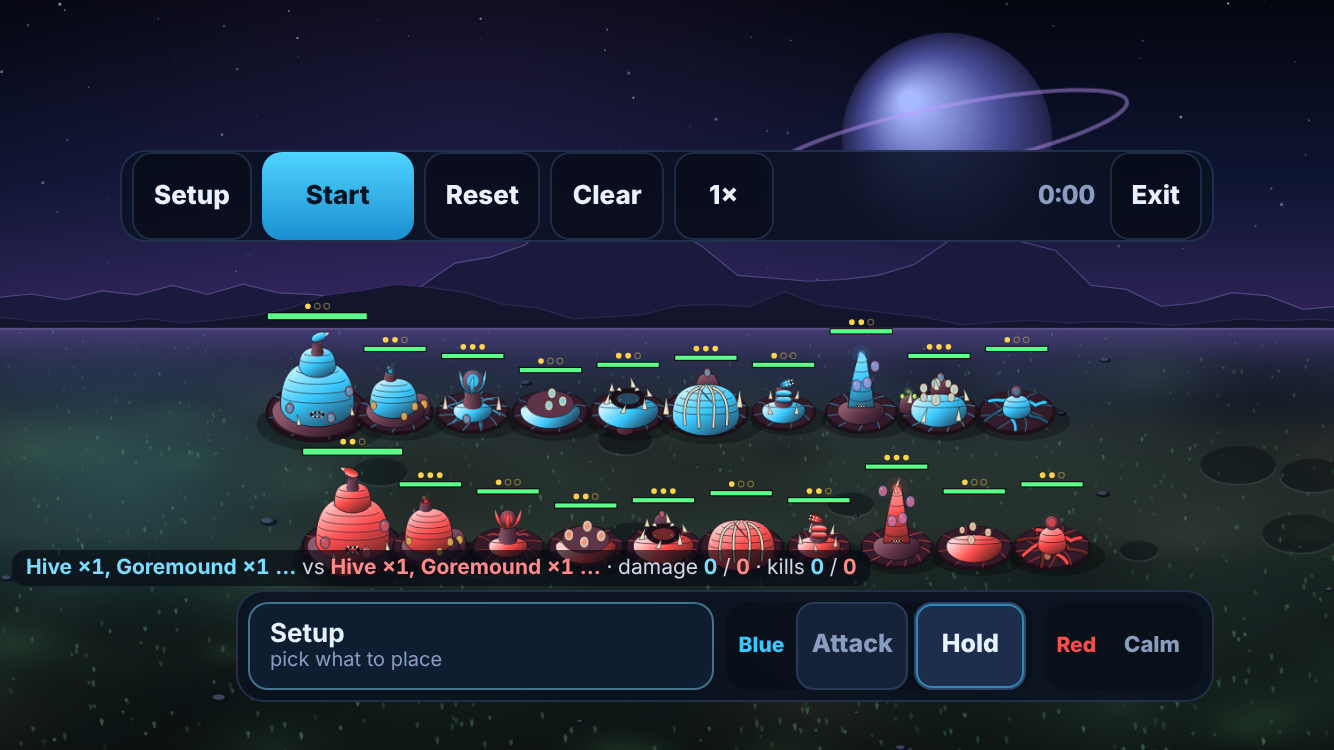 Setup Start Reset Clear 1× 0:00 Exit
Hive ×1, Goremound ×1 … vs Hive ×1, Goremound ×1 … · damage 0 / 0 · kills 0 / 0
Setup
pick what to place
Blue Attack Hold Red Calm